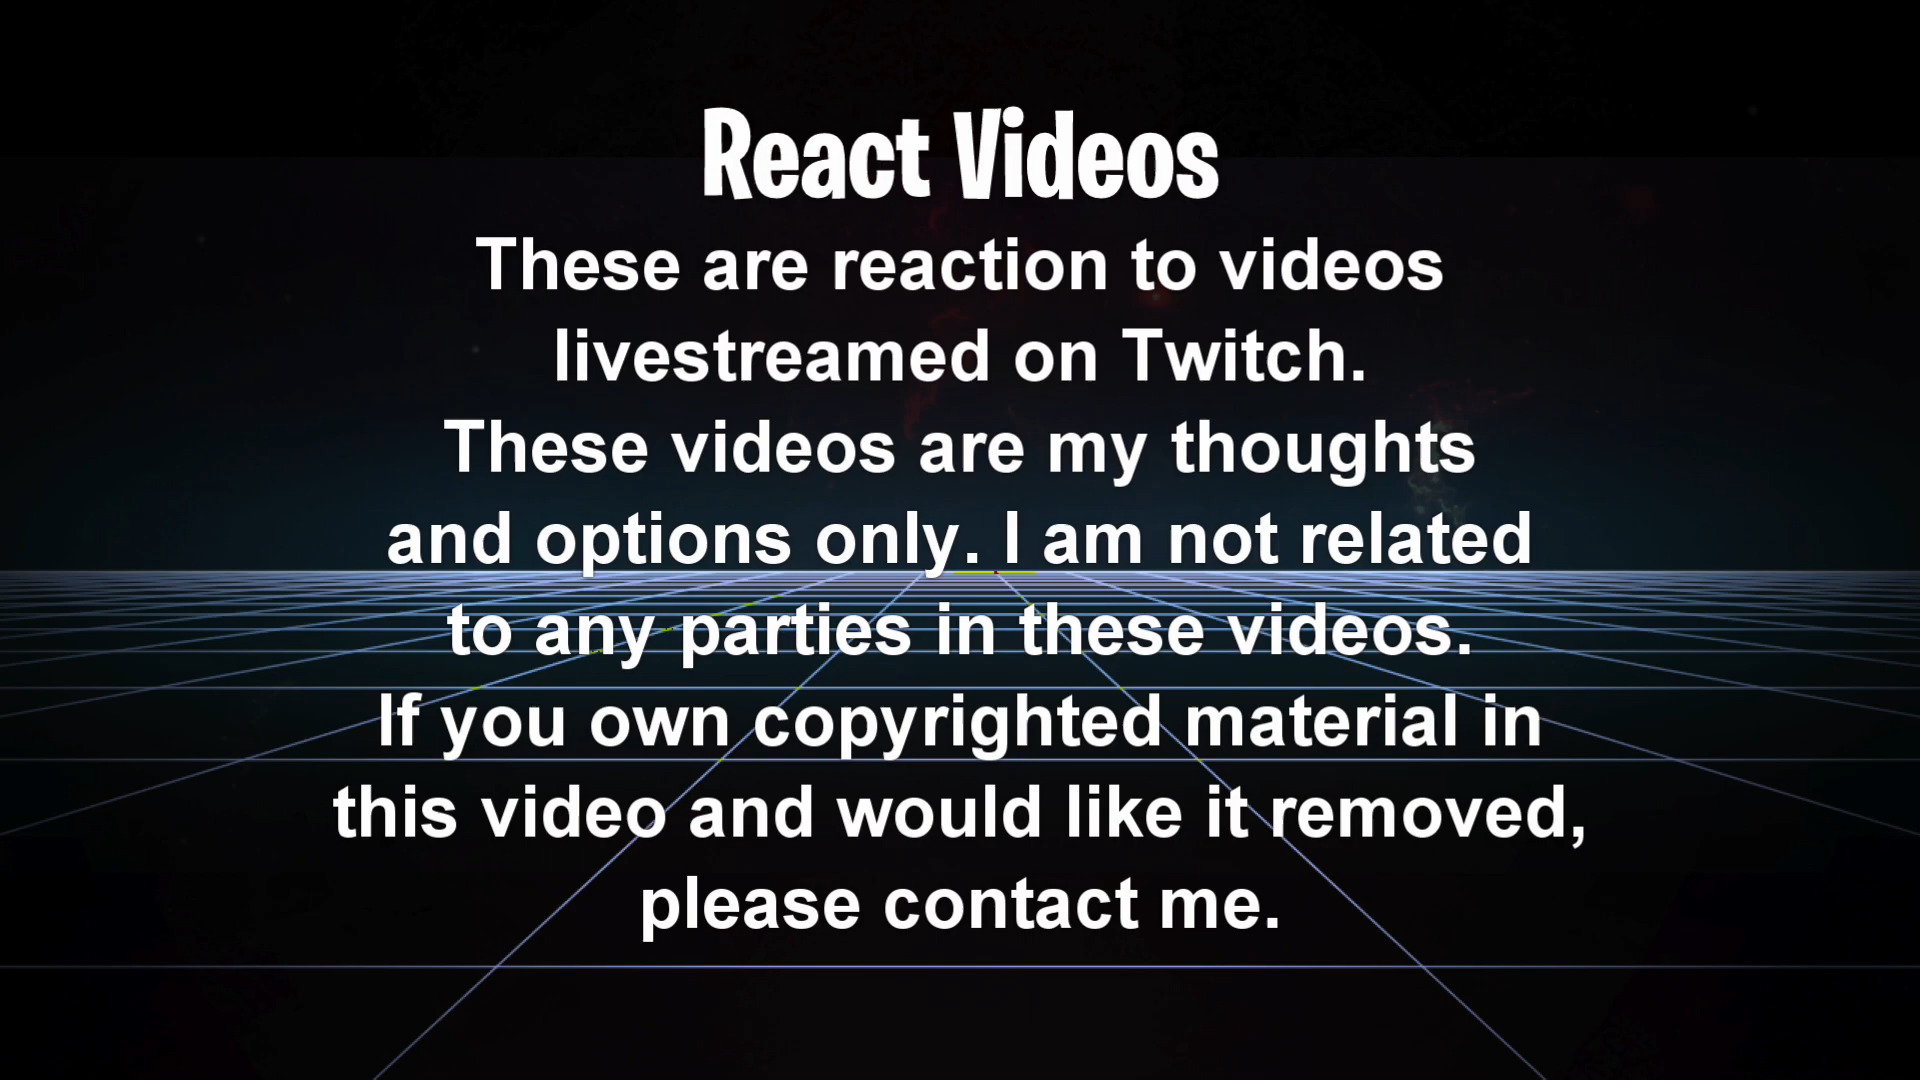 React Videos
These are reaction to videos
livestreamed on Twitch.
These videos are my thoughts
and options only. I am not related
to any parties in these videos.
If you own copyrighted material in
this video and would like it removed,
please contact me.